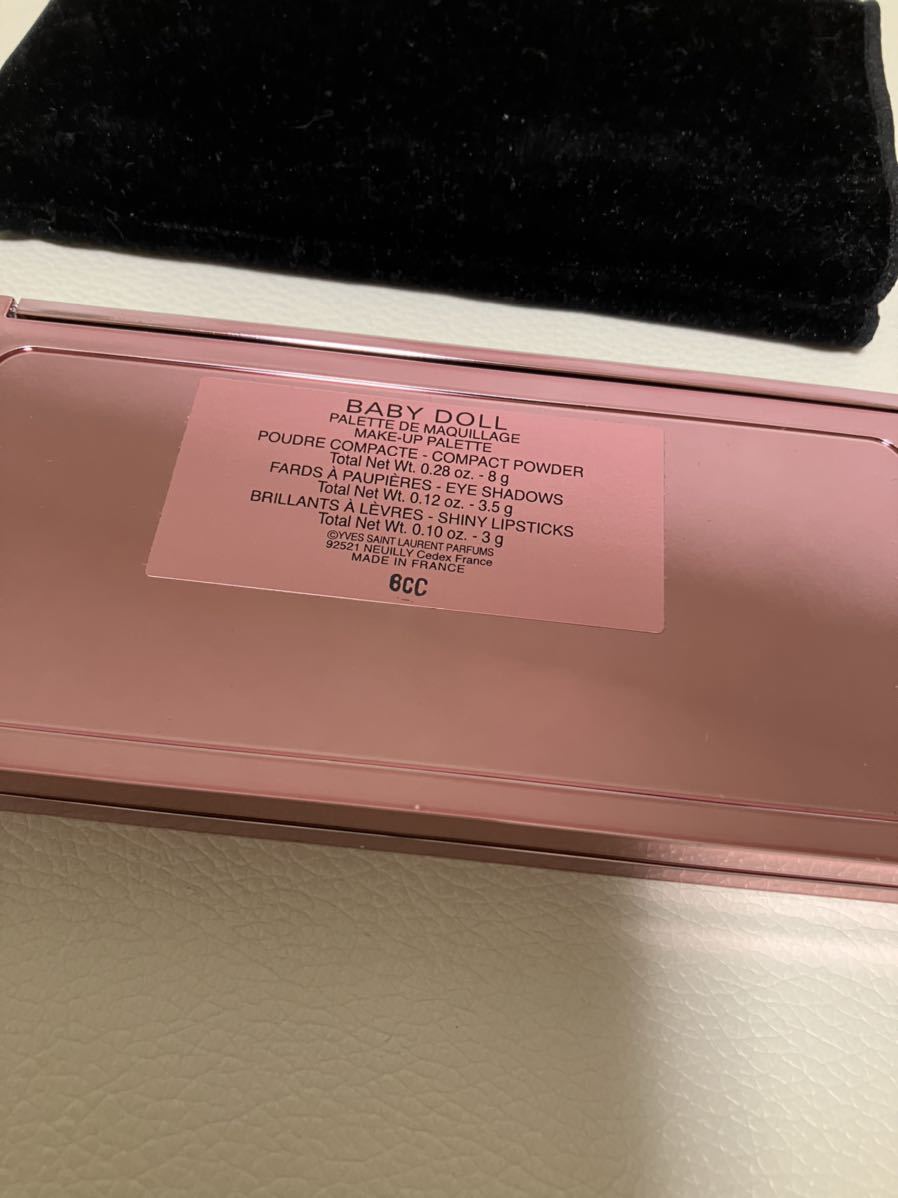 BABY DOLL
PALETTE DE MAQUILLAGE
MAKE-UP PALETTE
POUDRE COMPACTE - COMPACT POWDER
Total Net Wt. 0.28 oz. - 8 g
FARDS À PAUPIÈRES - EYE SHADOWS
Total Net Wt. 0.12 oz. - 3.5 g
BRILLANTS À LÈVRES - SHINY LIPSTICKS
Total Net Wt. 0.10 oz. - 3 g
©YVES SAINT LAURENT PARFUMS
92521 NEUILLY Cedex France
MADE IN FRANCE
6CC